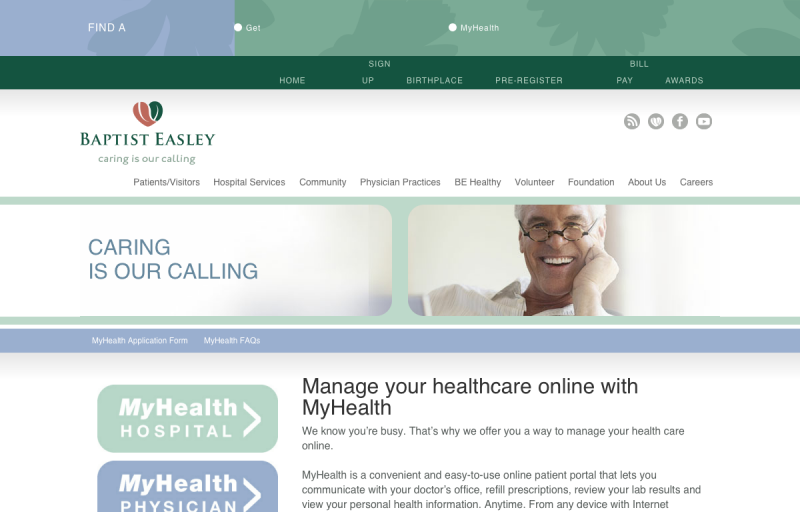 FIND A
Get
MyHealth
HOME
SIGN
UP
BIRTHPLACE
PRE-REGISTER
BILL
PAY
AWARDS
BAPTIST EASLEY
caring is our calling
Patients/Visitors Hospital Services Community Physician Practices BE Healthy Volunteer Foundation About Us Careers
CARING
IS OUR CALLING
MyHealth Application Form MyHealth FAQs
MyHealth
HOSPITAL
MyHealth
PHYSICIAN
Manage your healthcare online with
MyHealth
We know you're busy. That's why we offer you a way to manage your health care
online.
MyHealth is a convenient and easy-to-use online patient portal that lets you
communicate with your doctor's office, refill prescriptions, review your lab results and
view your personal health information. Anytime. From any device with Internet